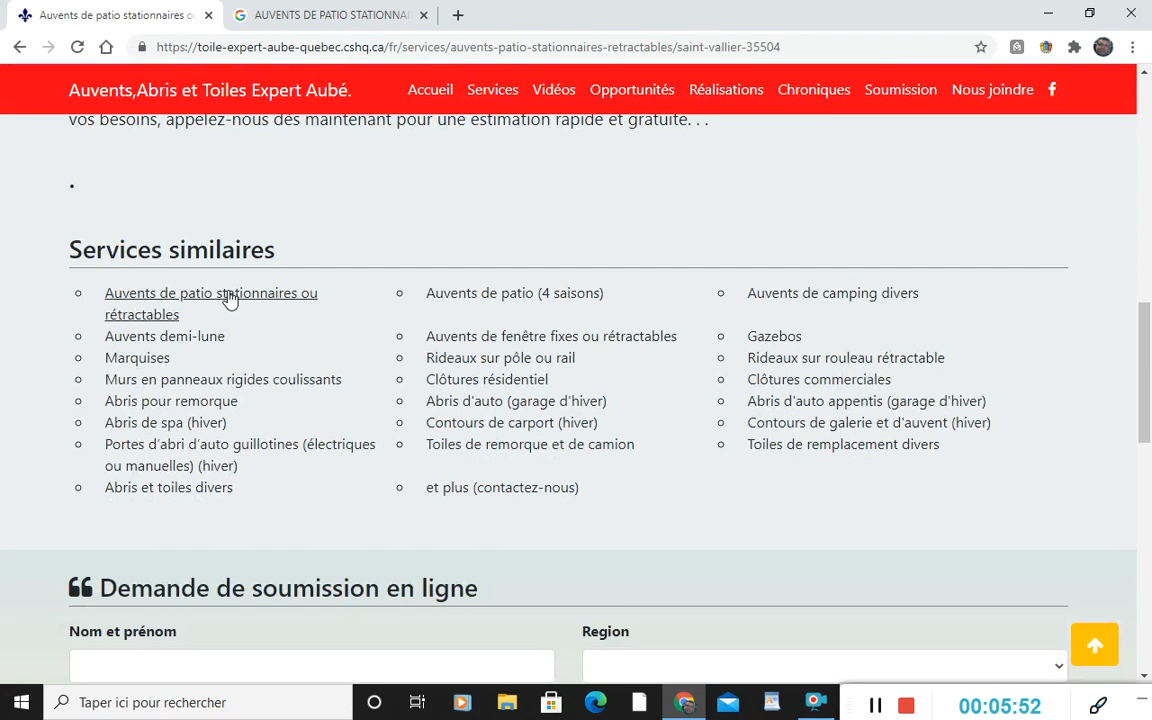 Auvents de patio stationnaires o
AUVENTS DE PATIO STATIONNAI
https://toile-expert-aube-quebec.cshq.ca/fr/services/auvents-patio-stationnaires-retractables/saint-vallier-35504
Auvents,Abris et Toiles Expert Aubé. Accueil Services Vidéos Opportunités Réalisations Chroniques Soumission Nous joindre
vos besoins, appelez-nous dès maintenant pour une estimation rapide et gratuite. . .
.
Services similaires
Auvents de patio stationnaires ou rétractables
Auvents de patio (4 saisons)
Auvents de camping divers
Auvents demi-lune
Auvents de fenêtre fixes ou rétractables
Gazebos
Marquises
Rideaux sur pôle ou rail
Rideaux sur rouleau rétractable
Murs en panneaux rigides coulissants
Clôtures résidentiel
Clôtures commerciales
Abris pour remorque
Abris d'auto (garage d'hiver)
Abris d'auto appentis (garage d'hiver)
Abris de spa (hiver)
Contours de carport (hiver)
Contours de galerie et d'auvent (hiver)
Portes d'abri d'auto guillotines (électriques
ou manuelles) (hiver)
Toiles de remorque et de camion
Toiles de remplacement divers
Abris et toiles divers
et plus (contactez-nous)
Demande de soumission en ligne
Nom et prénom
Region
Taper ici pour rechercher
00:05:52